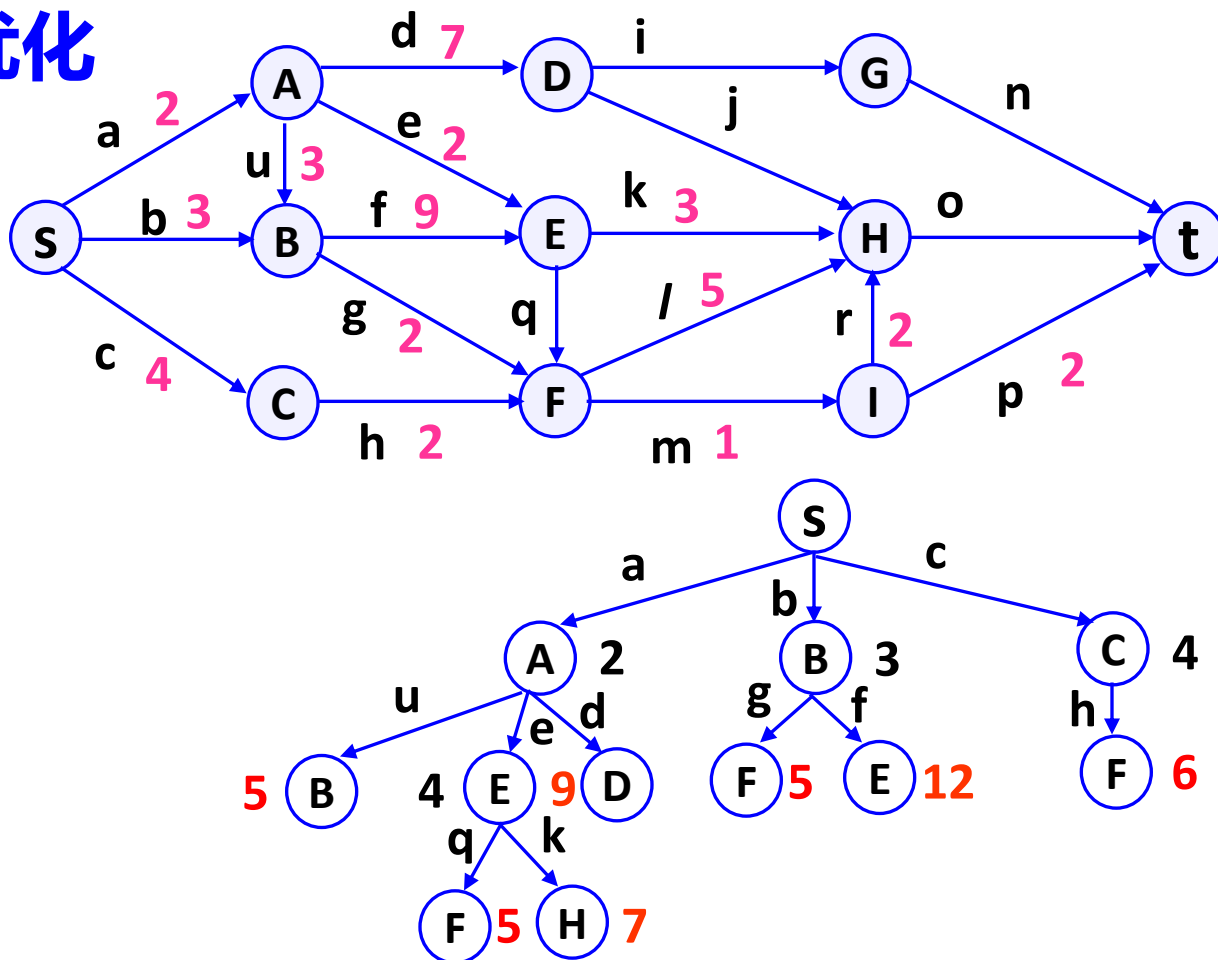 优化
d 7 i
A D G
a 2 e 2 j n
u 3
k 3 o
s b 3 B f 9 E H t
g 2 q l 5 r 2
c 4 p 2
C F I
h 2 m 1
s
a b c
A 2 B 3 C 4
u e d g f h
5 B 4 E 9 D F 5 E 12 F 6
q k
F 5 H 7